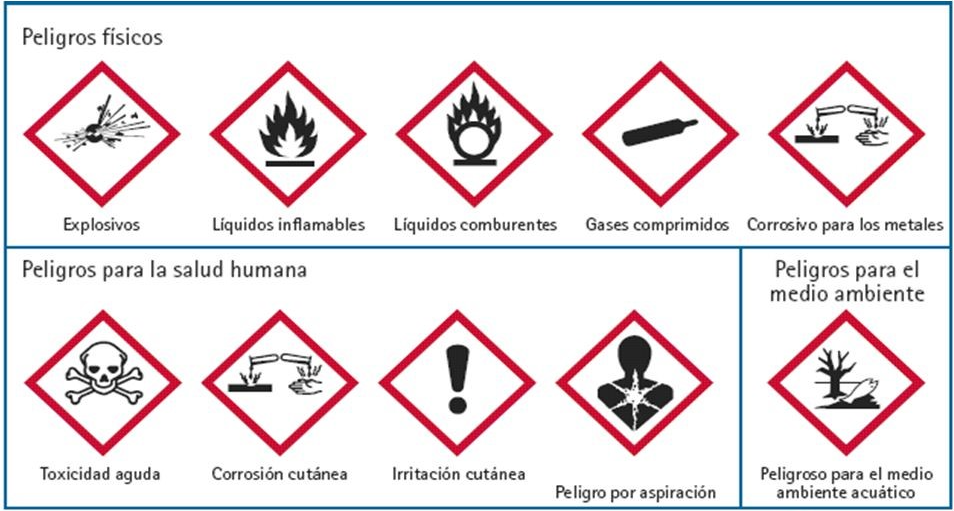 Peligros físicos
Explosivos
Líquidos inflamables
Líquidos comburentes
Gases comprimidos
Corrosivo para los metales
Peligros para la salud humana
Toxicidad aguda
Corrosión cutánea
Irritación cutánea
Peligro por aspiración
Peligros para el
medio ambiente
Peligroso para el medio
ambiente acuático